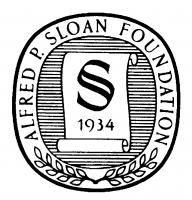 ALFRED P. SLOAN FOUNDATION
S
1934